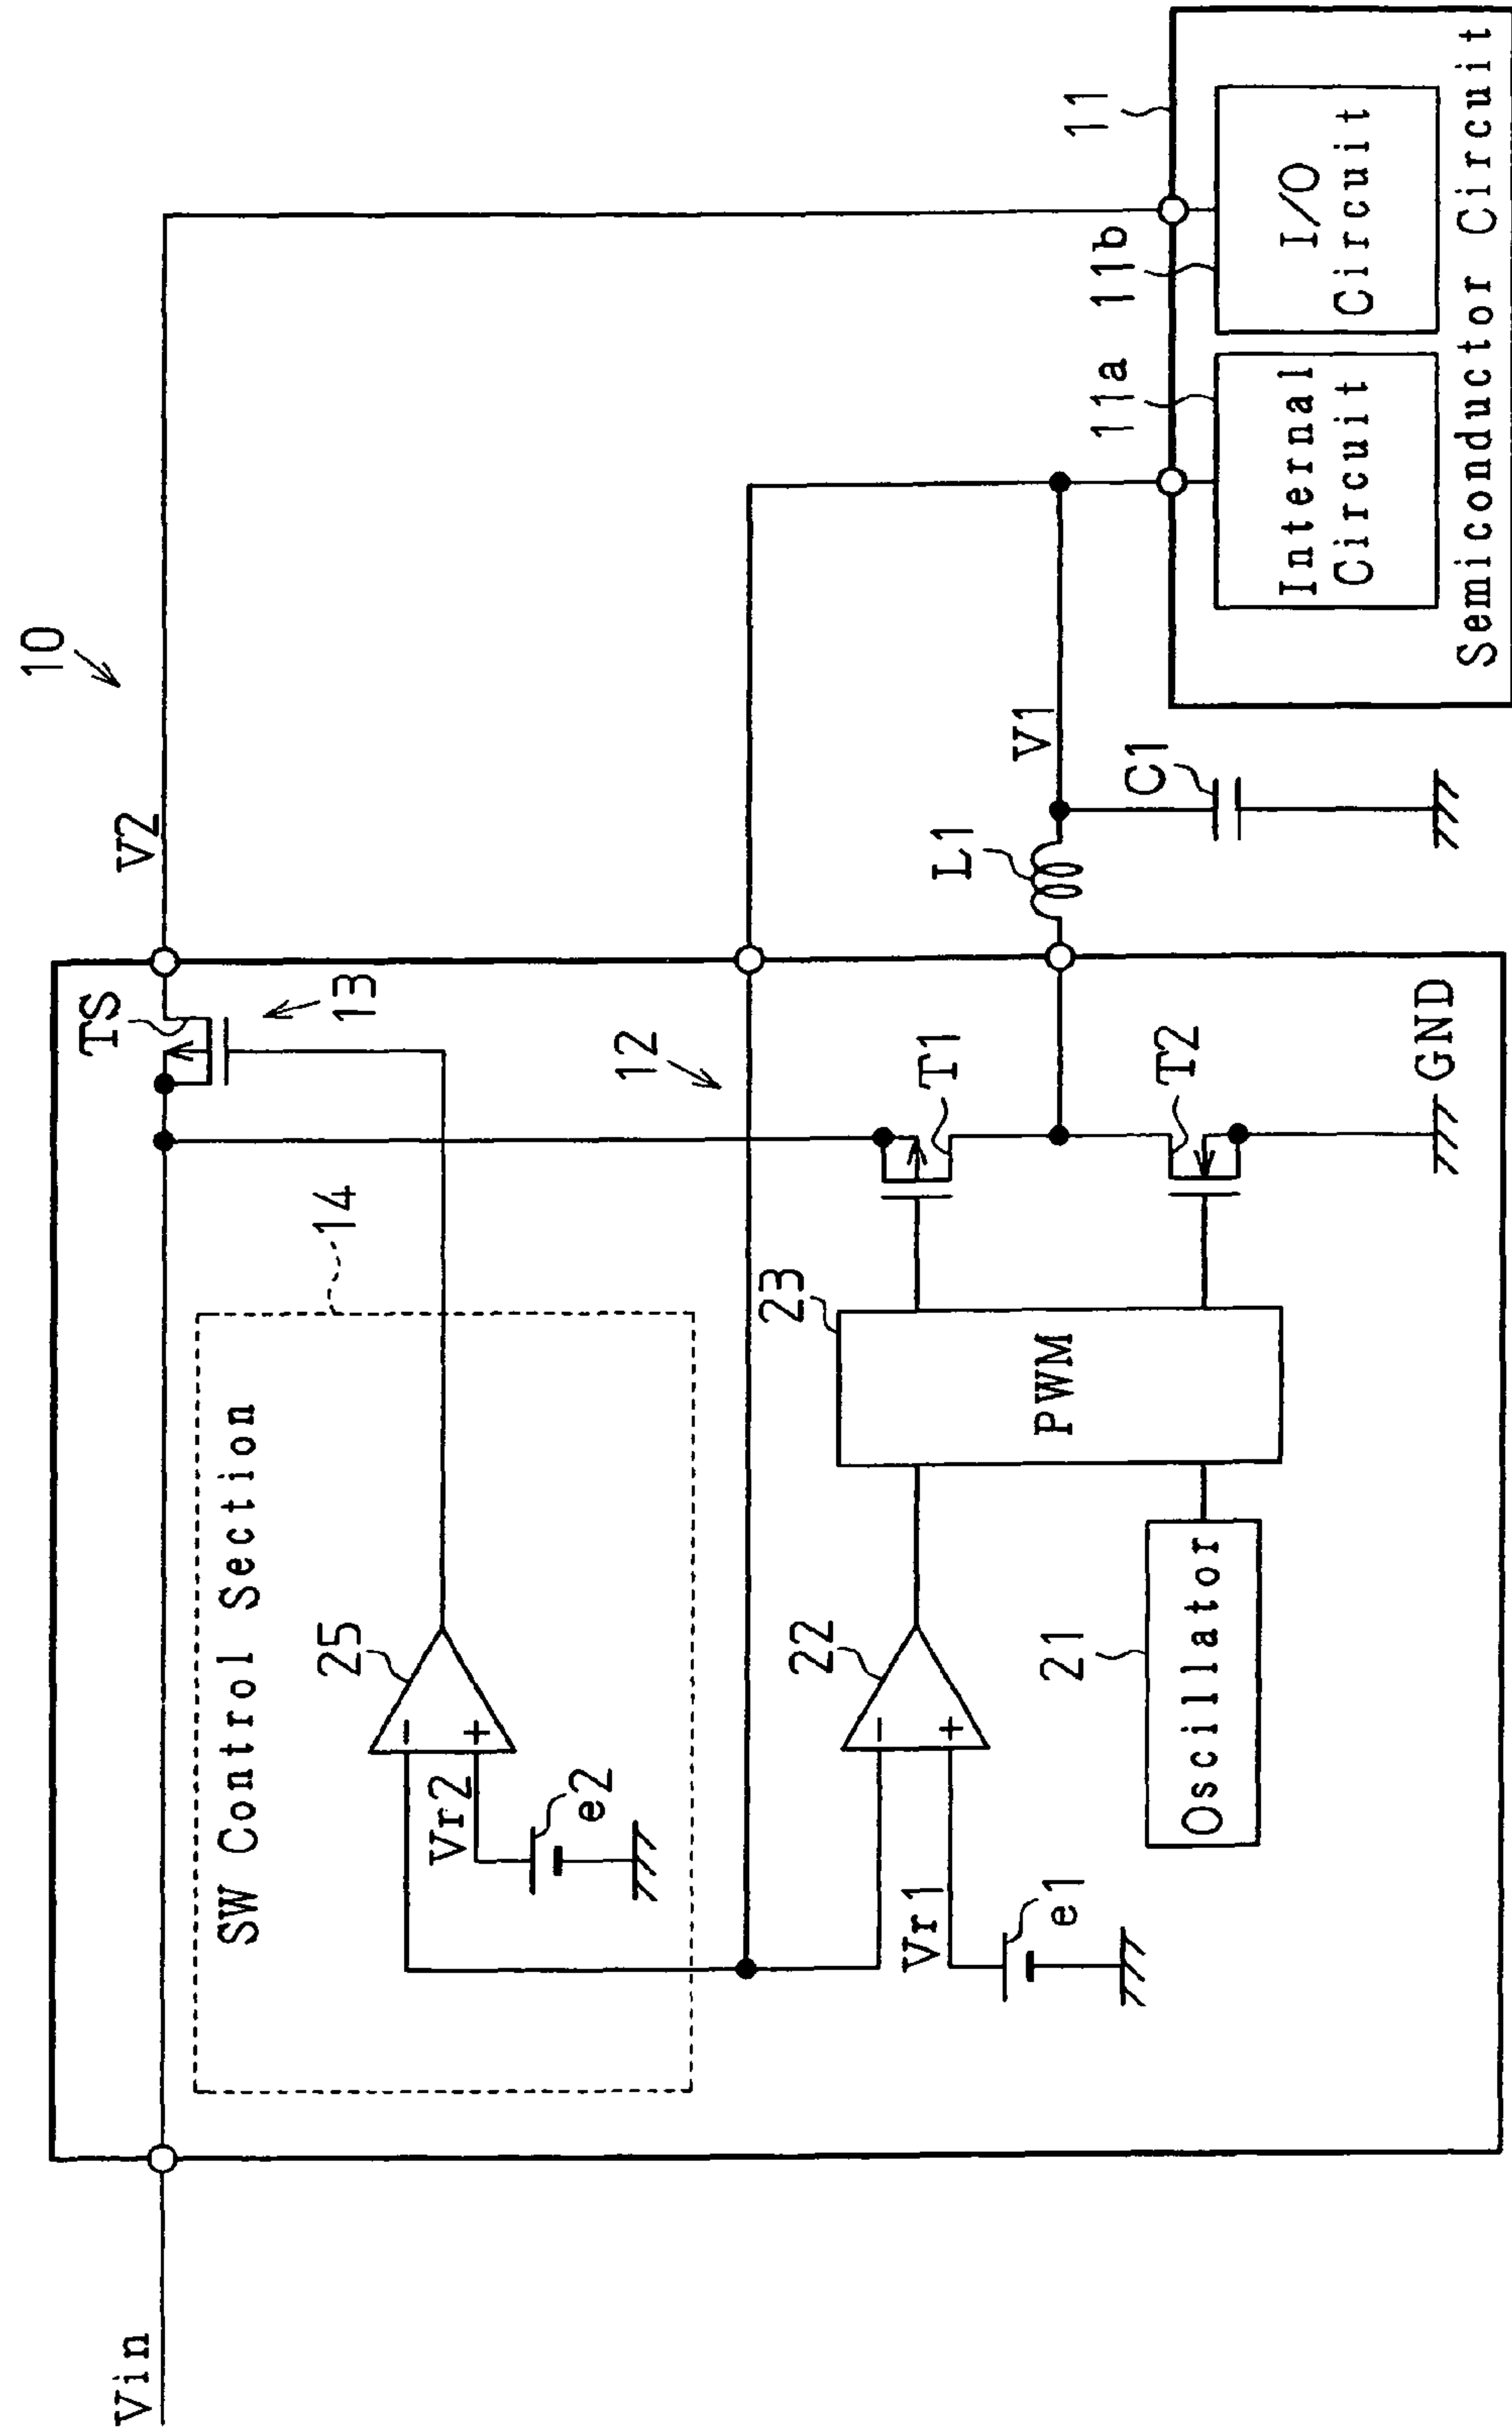 10
Vin
V2
TS
13
SW Control Section
14
25
Vr2
e2
12
22
Vr1
e1
23
PWM
21
Oscillator
T1
T2
GND
L1
V1
C1
11
11a
11b
Internal
Circuit
I/O
Circuit
Semiconductor Circuit